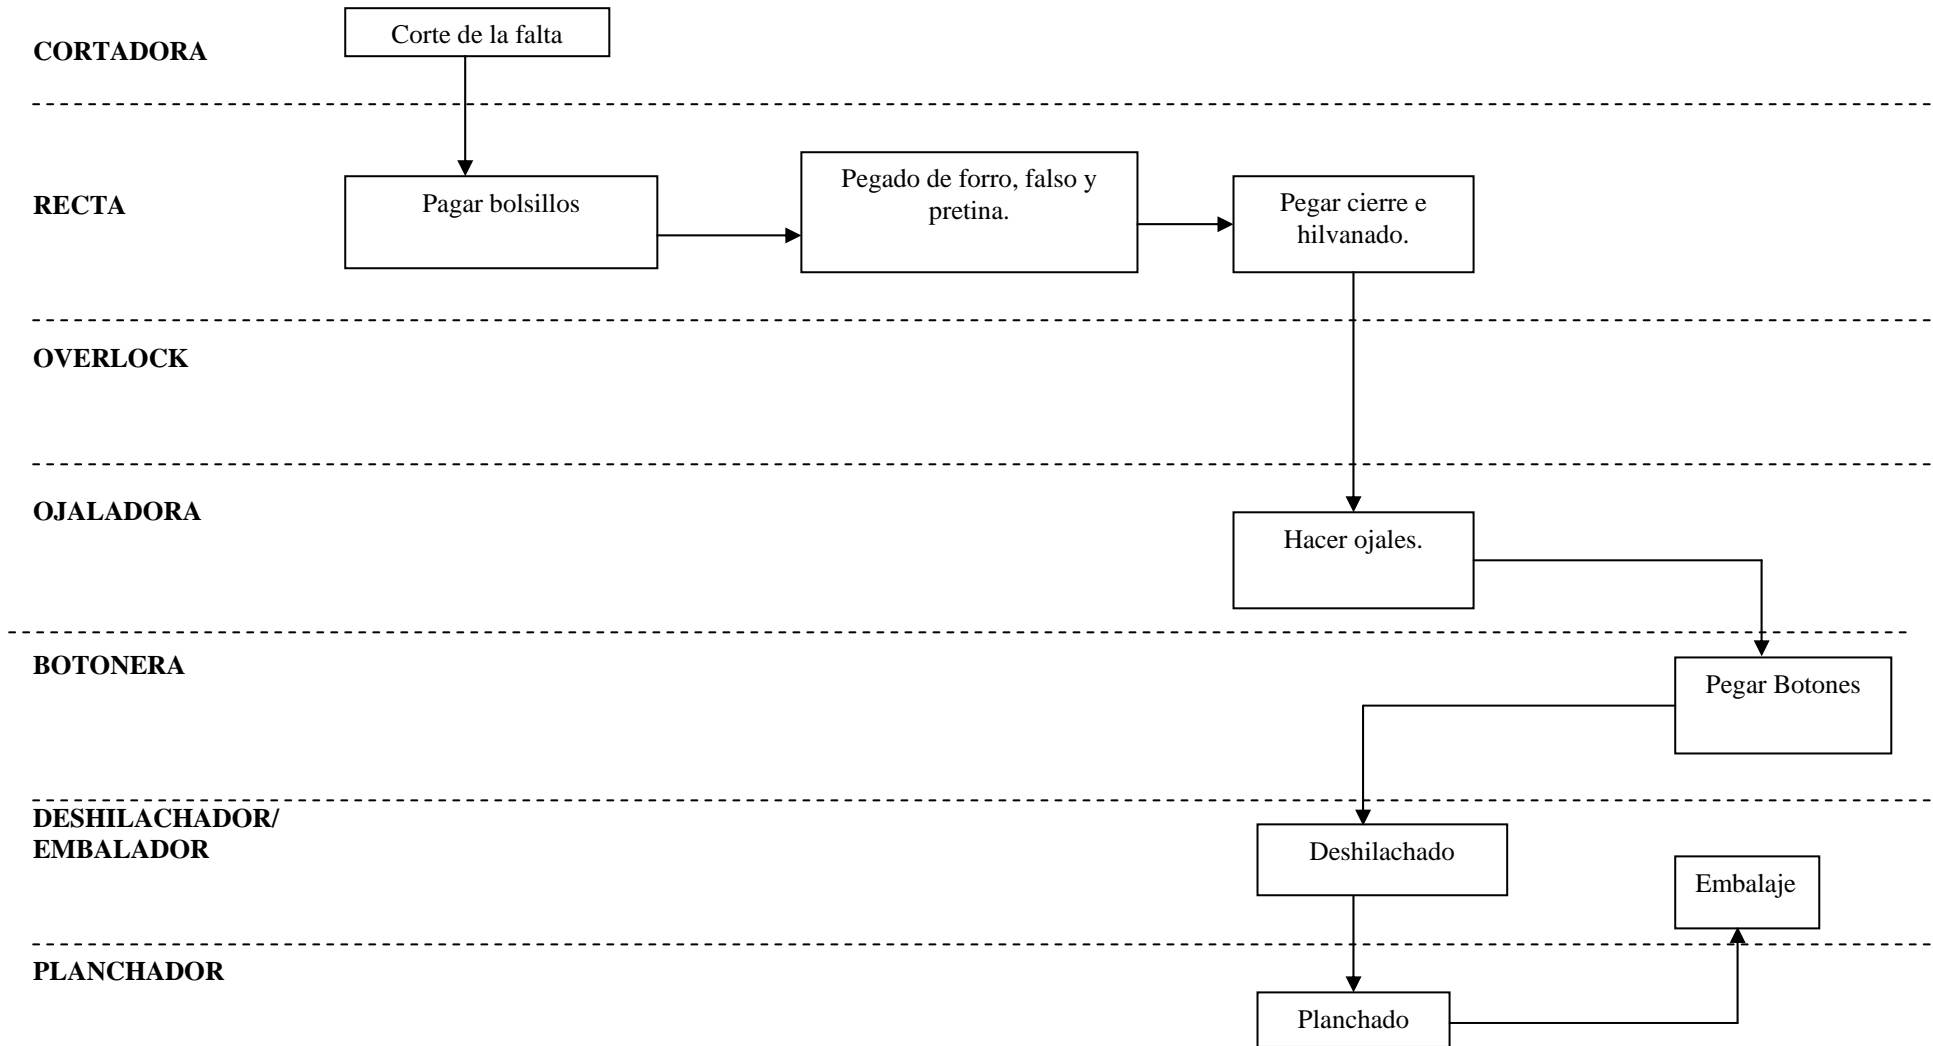 CORTADORA
Corte de la falta
RECTA
Pagar bolsillos
Pegado de forro, falso y
pretina.
Pegar cierre e
hilvanado.
OVERLOCK
OJALADORA
Hacer ojales.
BOTONERA
Pegar Botones
DESHILACHADOR/
EMBALADOR
Deshilachado
Embalaje
PLANCHADOR
Planchado